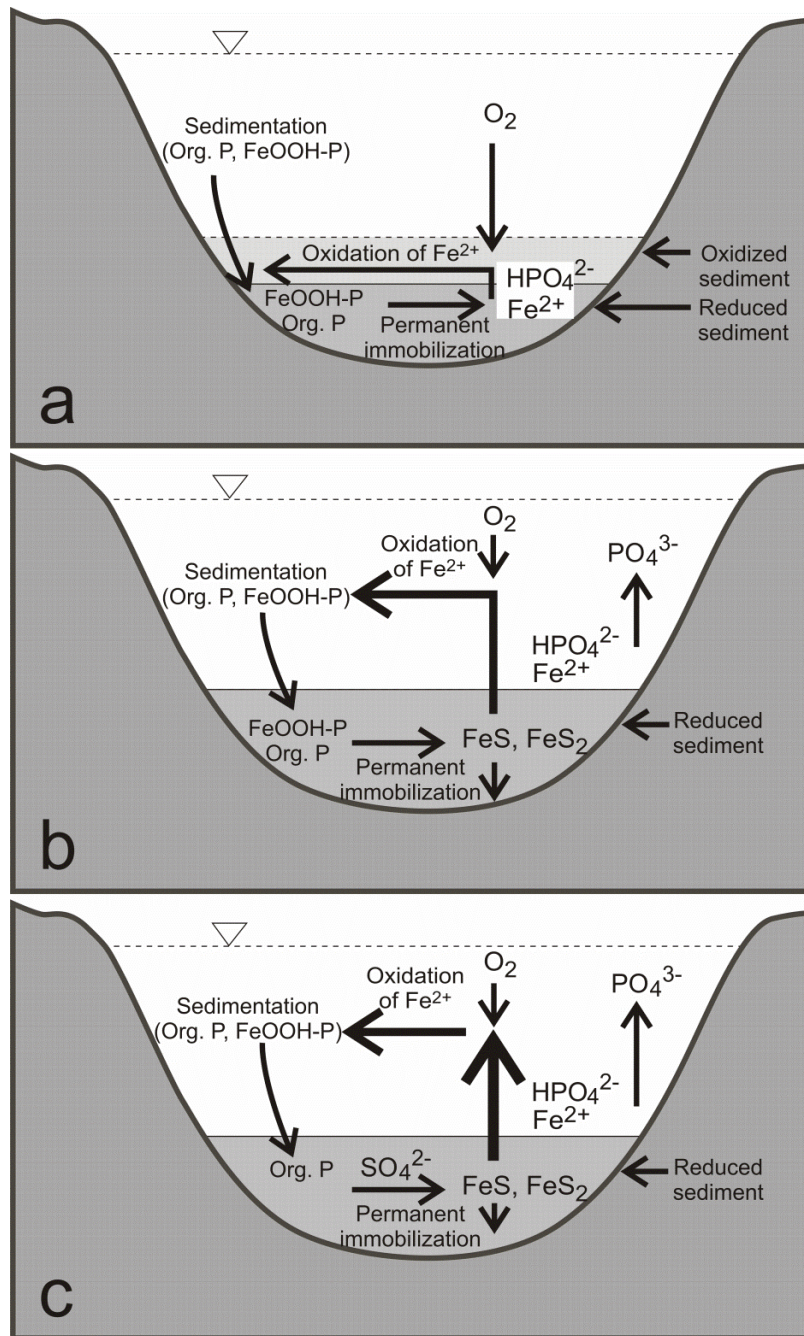 O₂
Sedimentation
(Org. P, FeOOH-P)
Oxidation of Fe²⁺
HPO₄²⁻
Fe²⁺
Oxidized
sediment
FeOOH-P
Org. P
Permanent
immobilization
Reduced
sediment
a
O₂
Oxidation
of Fe²⁺
PO₄³⁻
Sedimentation
(Org. P, FeOOH-P)
HPO₄²⁻
Fe²⁺
FeOOH-P
Org. P
FeS, FeS₂
Reduced
sediment
Permanent
immobilization
b
O₂
Oxidation
of Fe²⁺
PO₄³⁻
Sedimentation
(Org. P, FeOOH-P)
HPO₄²⁻
Fe²⁺
Org. P
SO₄²⁻
FeS, FeS₂
Reduced
sediment
Permanent
immobilization
c